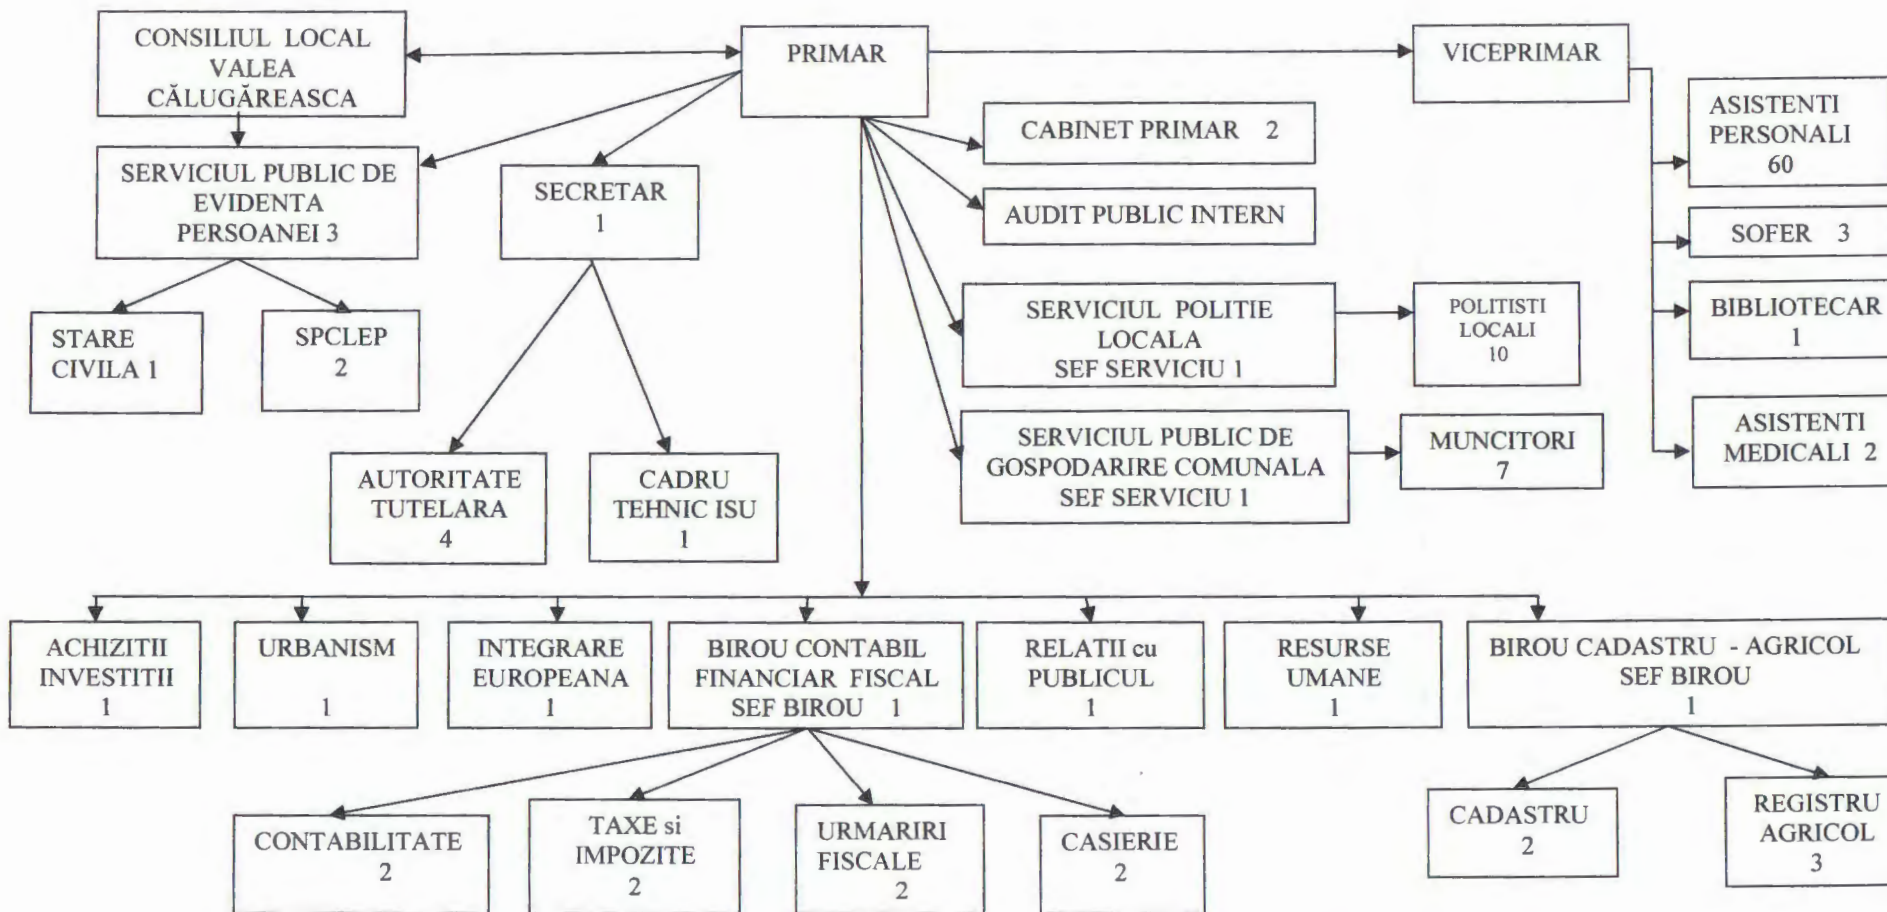 CONSILIUL LOCAL
VALEA
CĂLUGĂREASCA
PRIMAR
VICEPRIMAR
SERVICIUL PUBLIC DE
EVIDENTA
PERSOANEI 3
SECRETAR
1
CABINET PRIMAR 2
AUDIT PUBLIC INTERN
ASISTENTI
PERSONALI
60
SOFER 3
BIBLIOTECAR
1
ASISTENTI
MEDICALI 2
STARE
CIVILA 1
SPCLEP
2
SERVICIUL POLITIE
LOCALA
SEF SERVICIU 1
POLITISTI
LOCALI
10
AUTORITATE
TUTELARA
4
CADRU
TEHNIC ISU
1
SERVICIUL PUBLIC DE
GOSPODARIRE COMUNALA
SEF SERVICIU 1
MUNCITORI
7
ACHIZITII
INVESTITII
1
URBANISM
1
INTEGRARE
EUROPEANA
1
BIROU CONTABIL
FINANCIAR FISCAL
SEF BIROU 1
RELATII cu
PUBLICUL
1
RESURSE
UMANE
1
BIROU CADASTRU - AGRICOL
SEF BIROU
1
CONTABILITATE
2
TAXE si
IMPOZITE
2
URMARIRI
FISCALE
2
CASIERIE
2
CADASTRU
2
REGISTRU
AGRICOL
3